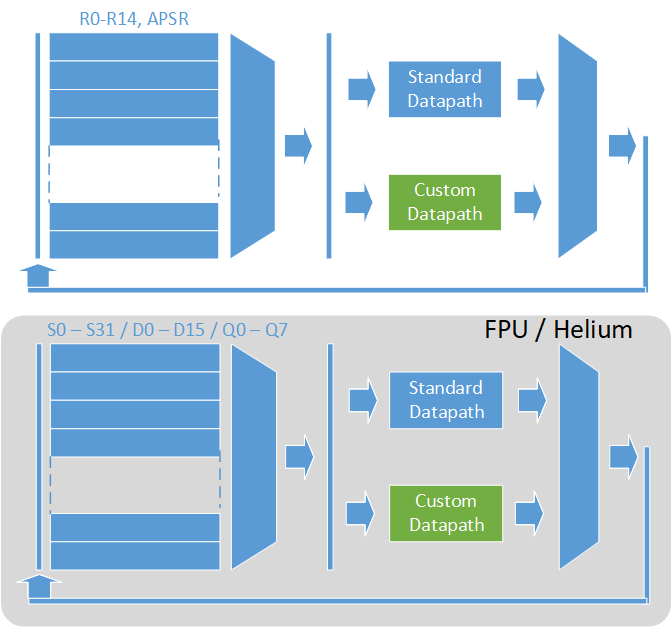 R0-R14, APSR
Standard
Datapath
Custom
Datapath
S0 – S31 / D0 – D15 / Q0 – Q7
FPU / Helium
Standard
Datapath
Custom
Datapath